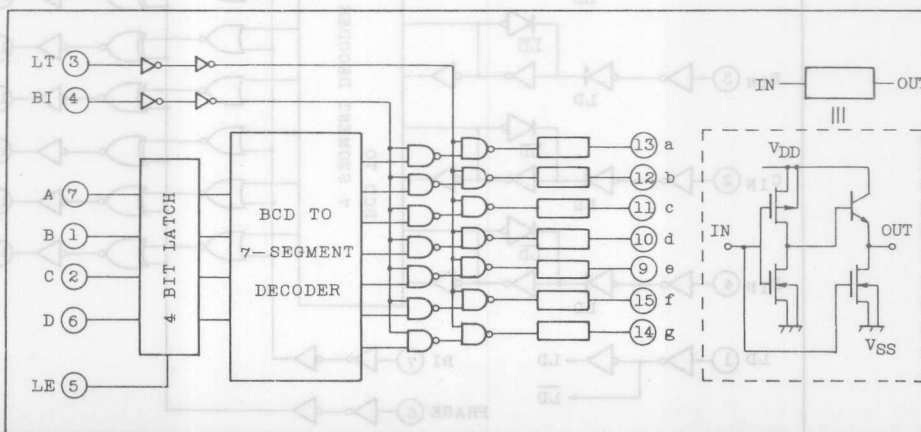 LT 3
BI 4
A 7
B 1
C 2
D 6
LE 5
4 BIT LATCH
BCD TO
7-SEGMENT
DECODER
13 a
12 b
11 c
10 d
9 e
15 f
14 g
IN OUT
VDD
IN OUT
VSS